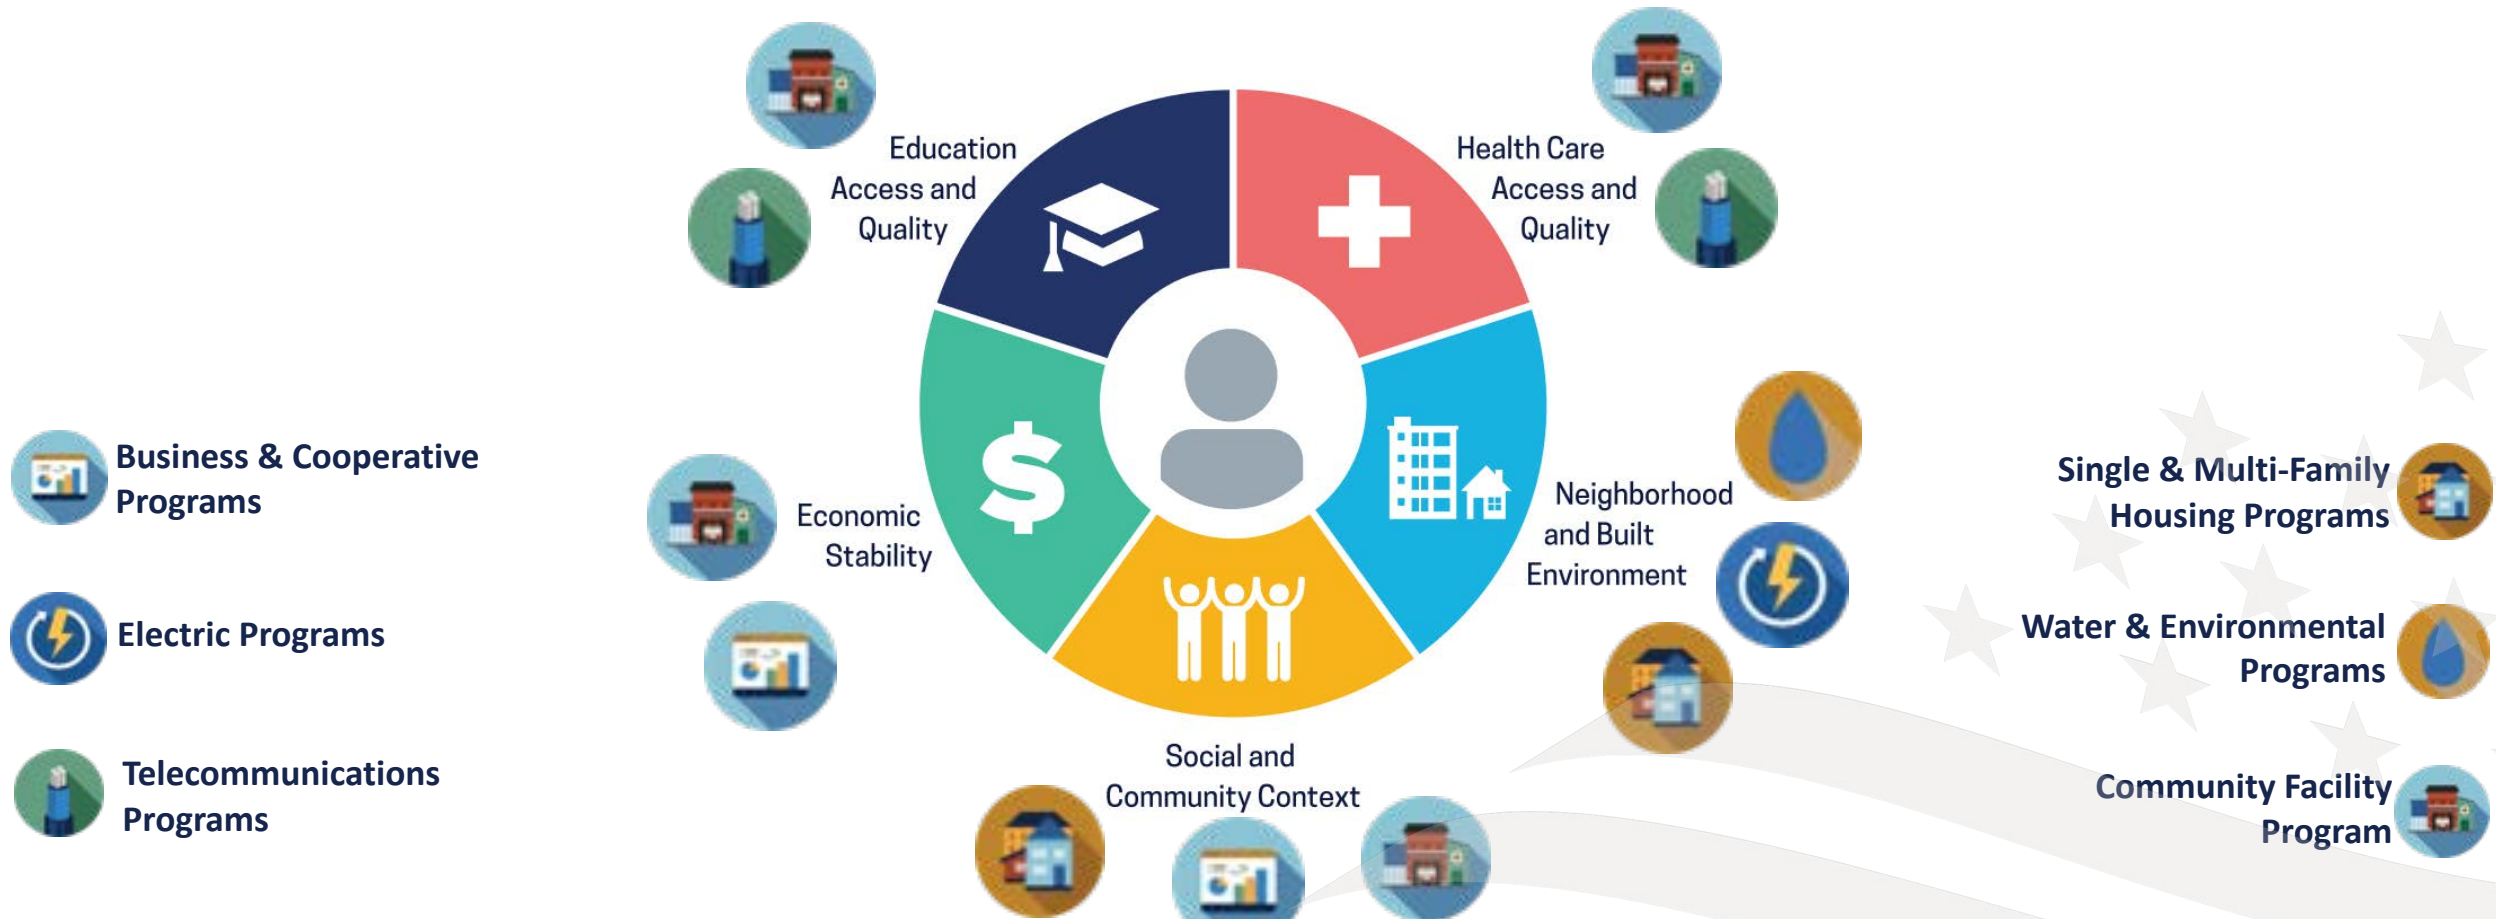 Education
Access and
Quality
Health Care
Access and
Quality
Business & Cooperative
Programs
Electric Programs
Telecommunications
Programs
Economic
Stability
Neighborhood
and Built
Environment
Social and
Community Context
Single & Multi-Family
Housing Programs
Water & Environmental
Programs
Community Facility
Program